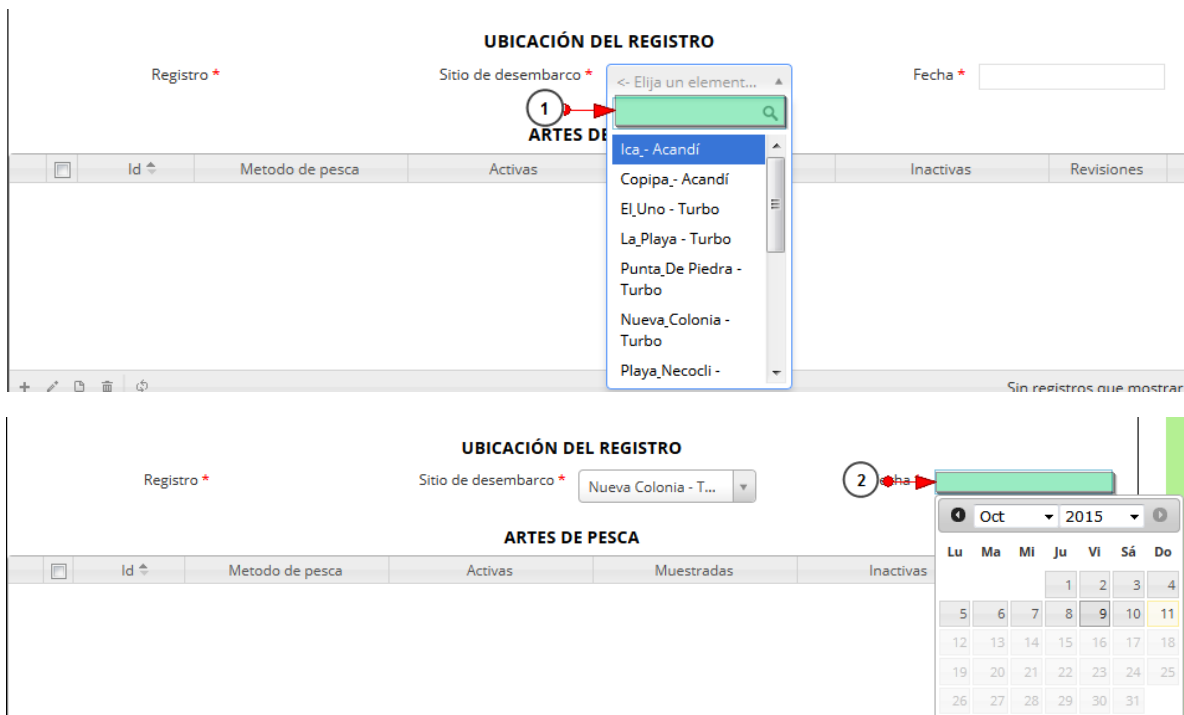 UBICACIÓN DEL REGISTRO
Registro * Sitio de desembarco * <- Elija un element... Fecha *
1
ARTES DE
Id Metodo de pesca Activas Inactivas Revisiones
Ica_- Acandí
Copipa_- Acandí
El_Uno - Turbo
La_Playa - Turbo
Punta_De Piedra -
Turbo
Nueva_Colonia -
Turbo
Playa_Necocli -
Sin registros que mostrar
UBICACIÓN DEL REGISTRO
Registro * Sitio de desembarco * Nueva Colonia - T... 2 echa
Oct 2015
ARTES DE PESCA
Lu Ma Mi Ju Vi Sá Do
Id Metodo de pesca Activas Muestradas Inactivas
1 2 3 4
5 6 7 8 9 10 11
12 13 14 15 16 17 18
19 20 21 22 23 24 25
26 27 28 29 30 31